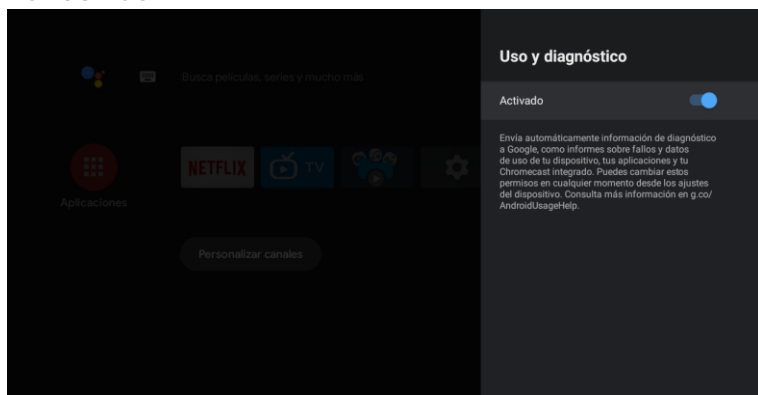 Busca películas, series y mucho más
NETFLIX
TV
Aplicaciones
Personalizar canales
Uso y diagnóstico
Activado
Envía automáticamente información de diagnóstico
a Google, como informes sobre fallos y datos
de uso de tu dispositivo, tus aplicaciones y tu
Chromecast integrado. Puedes cambiar estos
permisos en cualquier momento desde los ajustes
del dispositivo. Consulta más información en g.co/
AndroidUsageHelp.